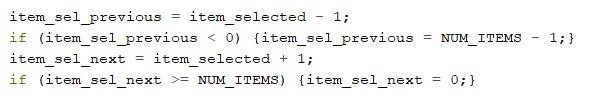 item_sel_previous = item_selected - 1;
if (item_sel_previous < 0) {item_sel_previous = NUM_ITEMS - 1;}
item_sel_next = item_selected + 1;
if (item_sel_next >= NUM_ITEMS) {item_sel_next = 0;}